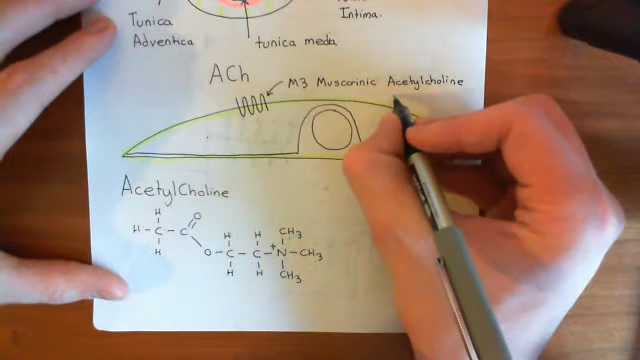 Tunica
Adventica
tunica media
Intima.
ACh
M3 Muscarinic Acetylcholine
AcetylCholine
H
O
H - C - C
H
O - C - C - N - CH3
H H CH3
+
H H CH3